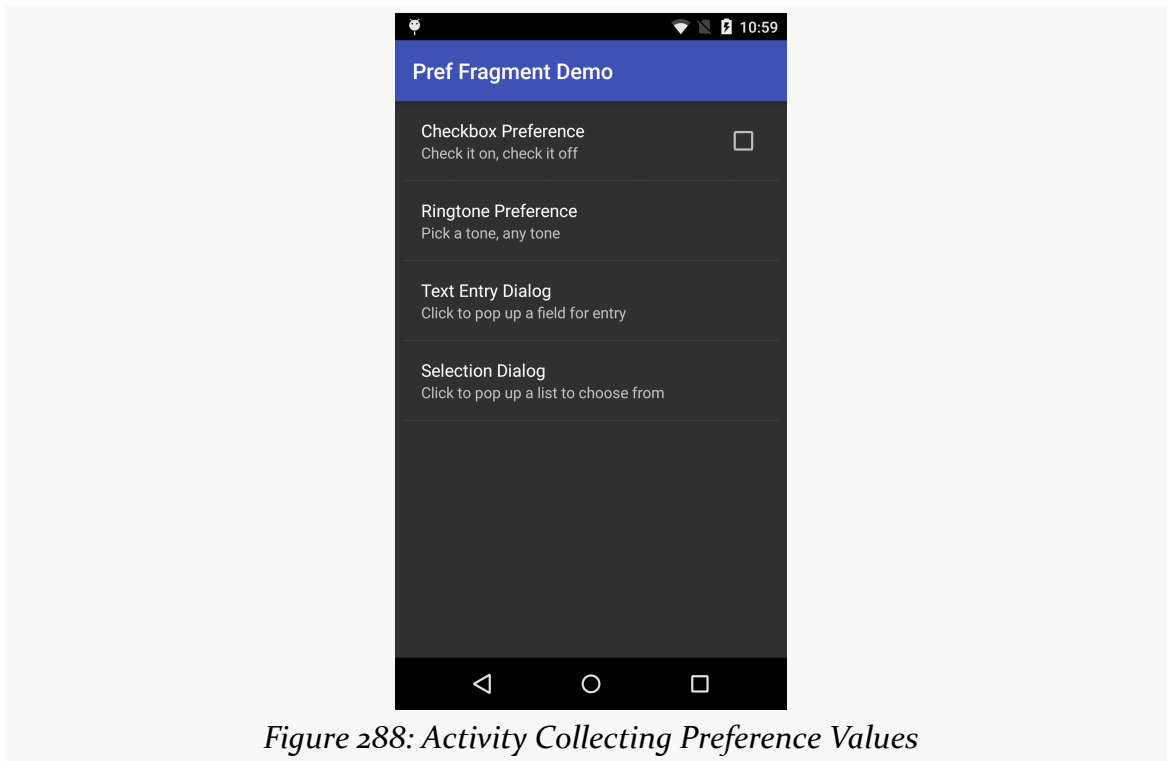 10:59
Pref Fragment Demo
Checkbox Preference
Check it on, check it off
Ringtone Preference
Pick a tone, any tone
Text Entry Dialog
Click to pop up a field for entry
Selection Dialog
Click to pop up a list to choose from
Figure 288: Activity Collecting Preference Values